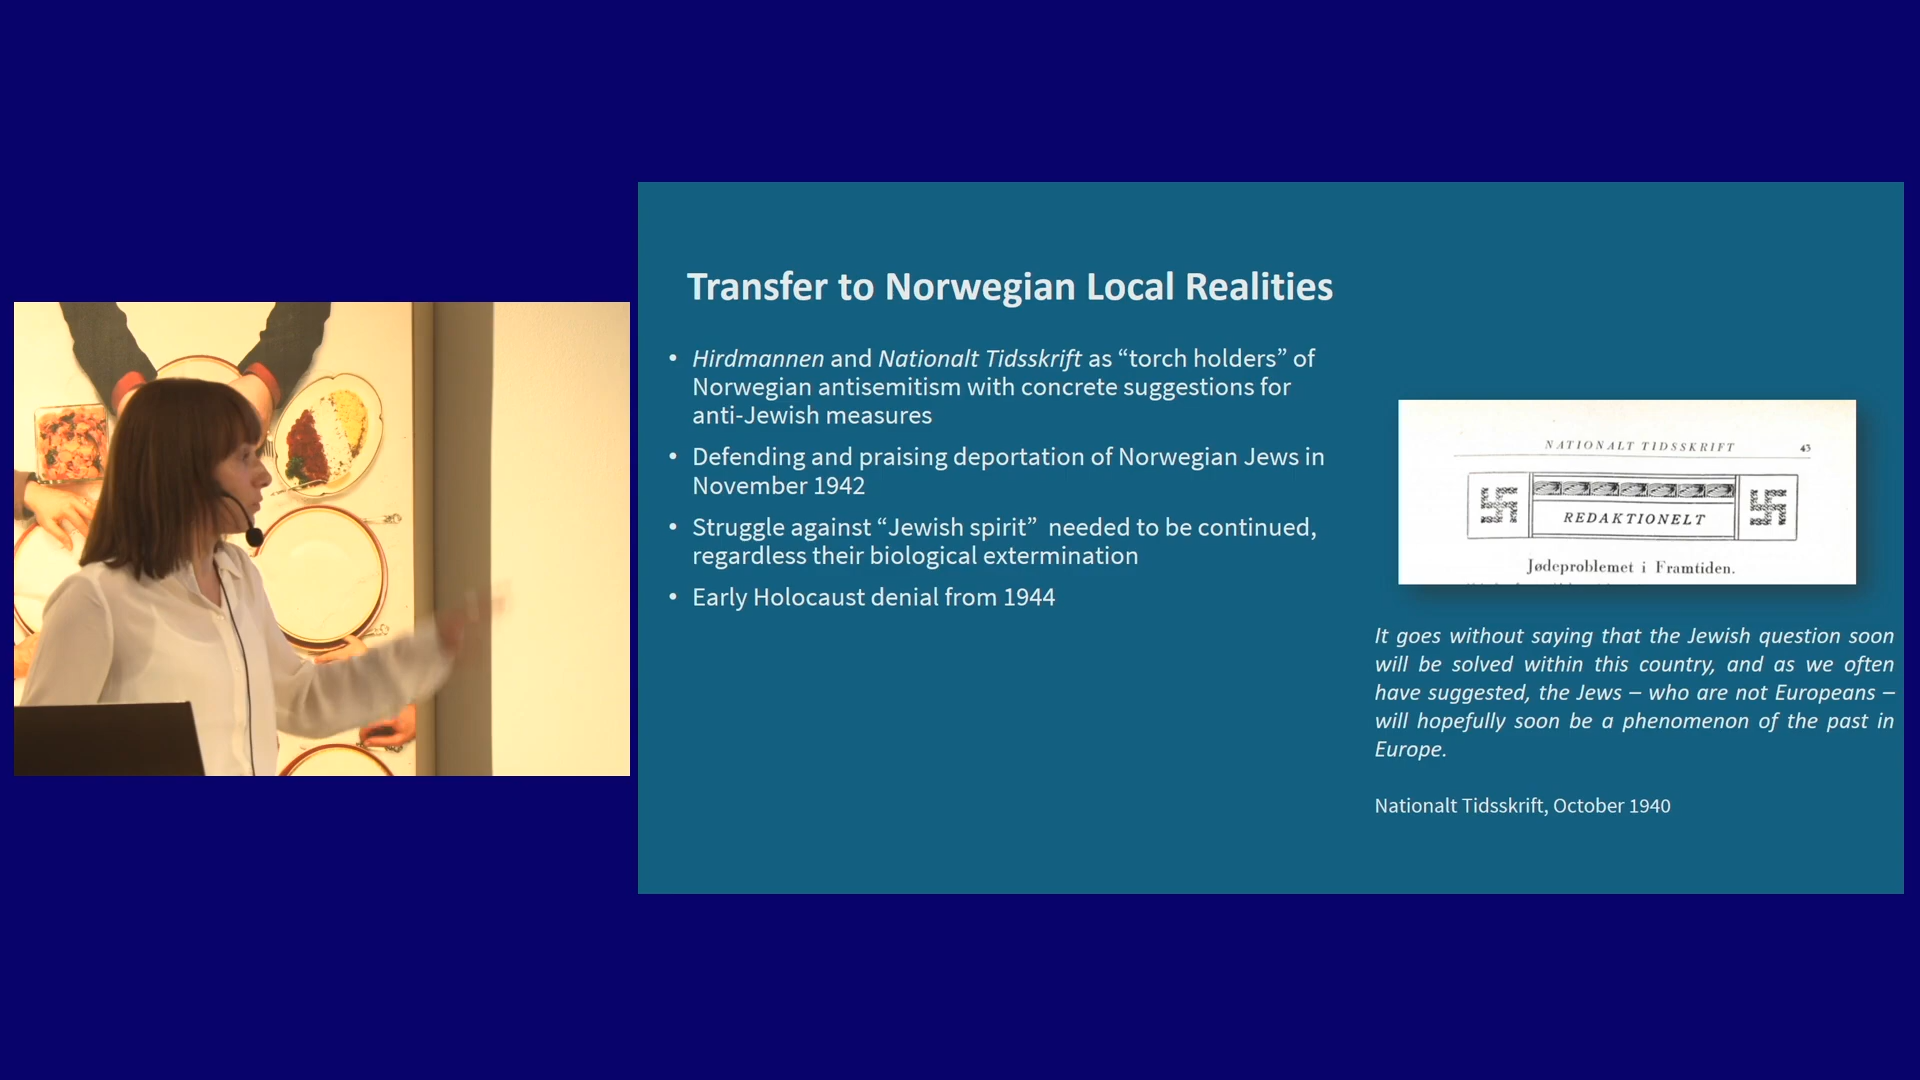 Transfer to Norwegian Local Realities
• Hirdmannen and Nationalt Tidsskrift as “torch holders” of
Norwegian antisemitism with concrete suggestions for
anti-Jewish measures
• Defending and praising deportation of Norwegian Jews in
November 1942
• Struggle against “Jewish spirit” needed to be continued,
regardless their biological extermination
• Early Holocaust denial from 1944
NATIONALT TIDSSKRIFT 43
REDAKTIONELT
Jødeproblemet i Framtiden.
It goes without saying that the Jewish question soon
will be solved within this country, and as we often
have suggested, the Jews – who are not Europeans –
will hopefully soon be a phenomenon of the past in
Europe.
Nationalt Tidsskrift, October 1940